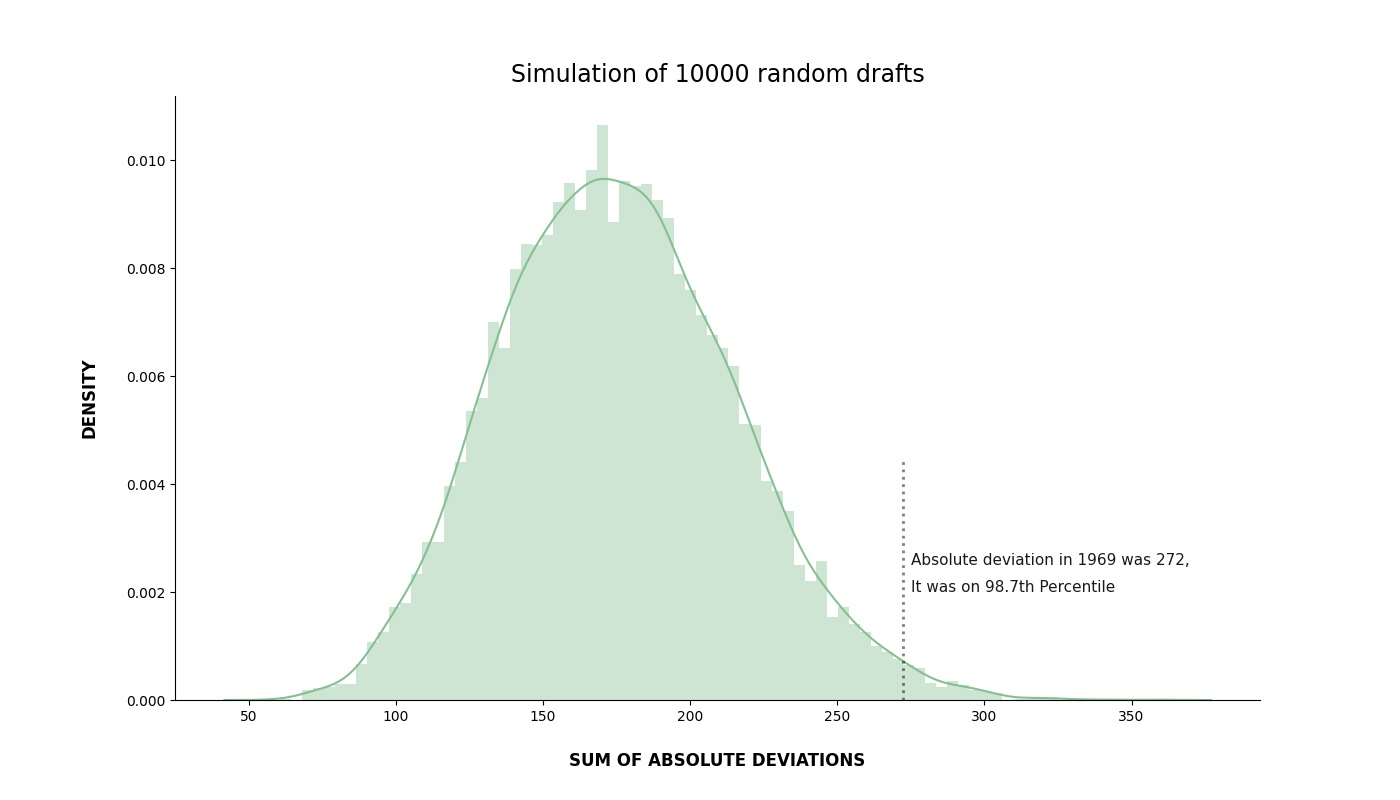 Simulation of 10000 random drafts
DENSITY
0.010
0.008
0.006
0.004
0.002
0.000
Absolute deviation in 1969 was 272,
It was on 98.7th Percentile
50 100 150 200 250 300 350
SUM OF ABSOLUTE DEVIATIONS